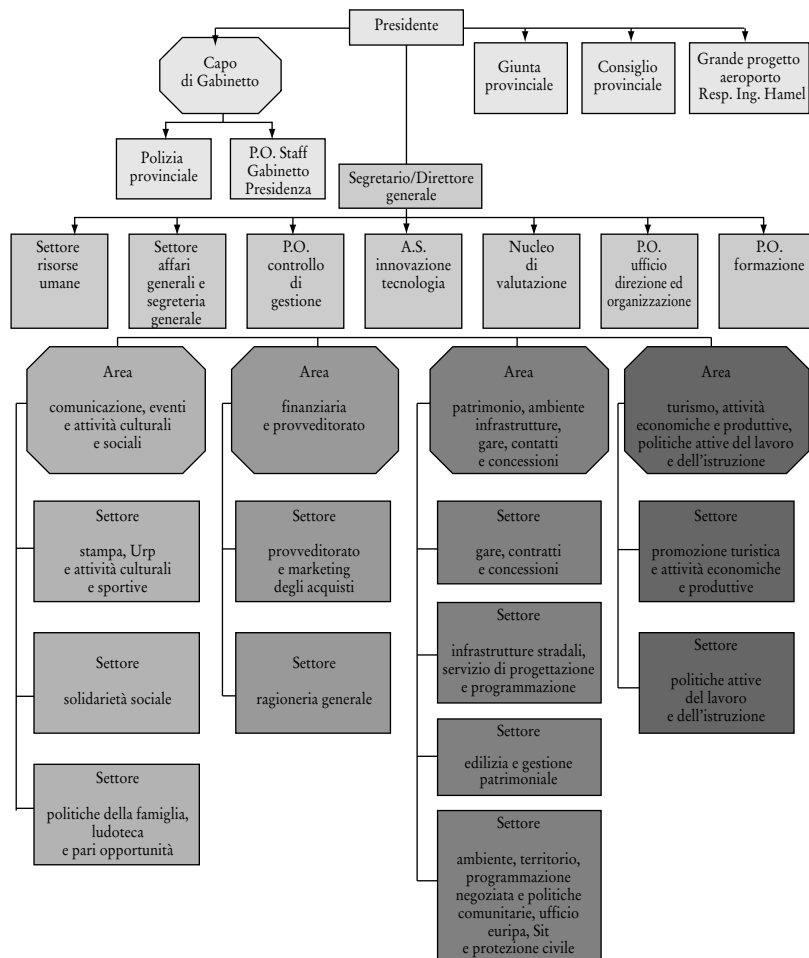 Presidente
Capo
di Gabinetto
Giunta
provinciale
Consiglio
provinciale
Grande progetto
aeroporto
Resp. Ing. Hamel
Polizia
provinciale
P.O. Staff
Gabinetto
Presidenza
Segretario/Direttore
generale
Settore
risorse
umane
Settore
affari
generali e
segreteria
generale
P.O.
controllo
di
gestione
A.S.
innovazione
tecnologia
Nucleo
di
valutazione
P.O.
ufficio
direzione ed
organizzazione
P.O.
formazione
Area
comunicazione, eventi
e attività culturali
e sociali
Area
finanziaria
e provveditorato
Area
patrimonio, ambiente
infrastrutture,
gare, contatti
e concessioni
Area
turismo, attività
economiche e produttive,
politiche attive del lavoro
e dell'istruzione
Settore
stampa, Urp
e attività culturali
e sportive
Settore
provveditorato
e marketing
degli acquisti
Settore
gare, contratti
e concessioni
Settore
promozione turistica
e attività economiche
e produttive
Settore
solidarietà sociale
Settore
ragioneria generale
Settore
infrastrutture stradali,
servizio di progettazione
e programmazione
Settore
politiche attive
del lavoro
e dell'istruzione
Settore
edilizia e gestione
patrimoniale
Settore
politiche della famiglia,
ludoteca
e pari opportunità
Settore
ambiente, territorio,
programmazione
negoziata e politiche
comunitarie, ufficio
euripa, Sit
e protezione civile